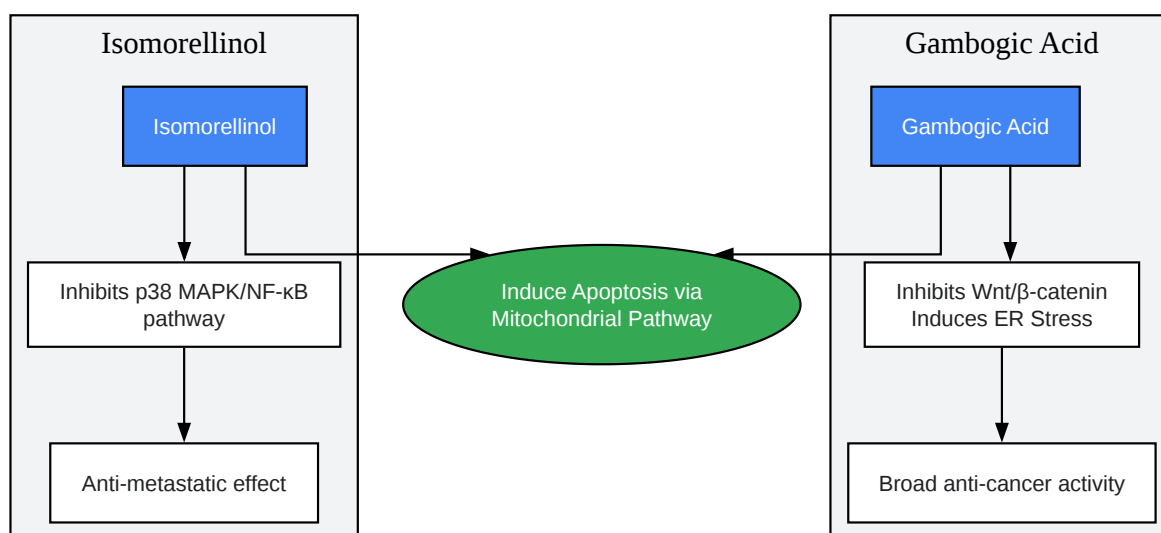 Isomorellinol
Isomorellinol
Inhibits p38 MAPK/NF-κB
pathway
Anti-metastatic effect
Induce Apoptosis via
Mitochondrial Pathway
Gambogic Acid
Gambogic Acid
Inhibits Wnt/β-catenin
Induces ER Stress
Broad anti-cancer activity